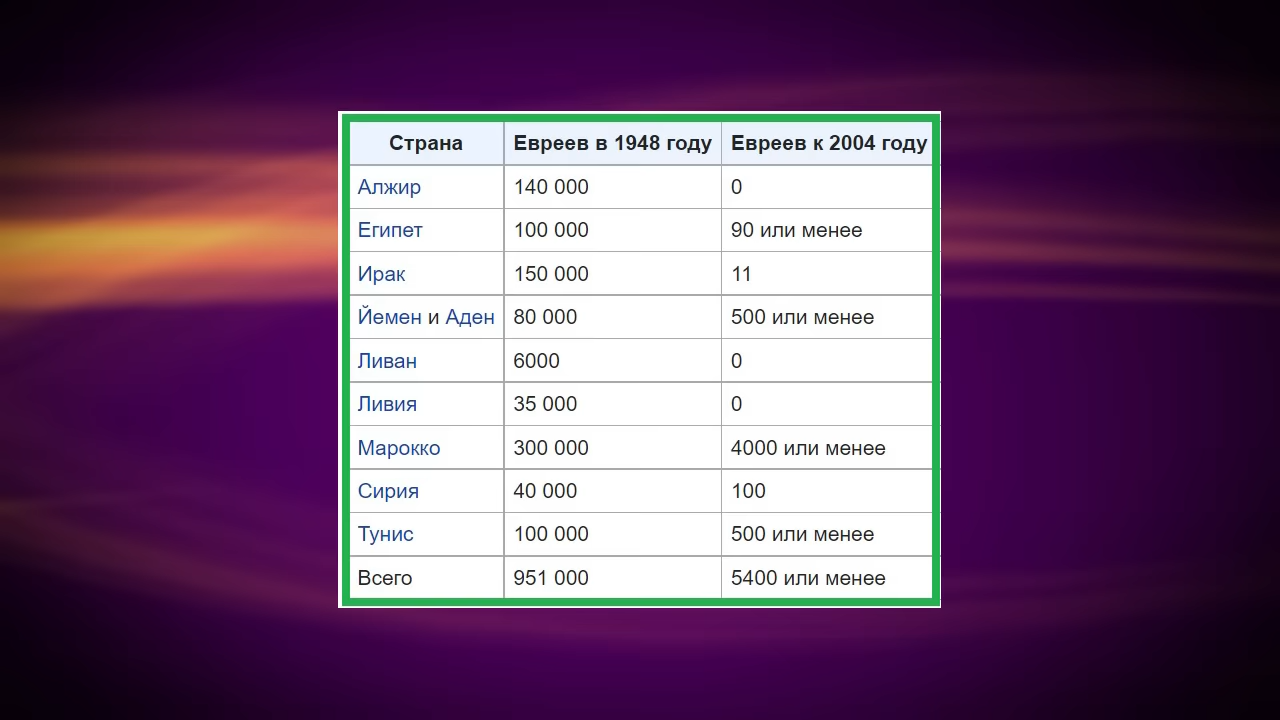 Страна Евреев в 1948 году Евреев к 2004 году
Алжир 140 000 0
Египет 100 000 90 или менее
Ирак 150 000 11
Йемен и Аден 80 000 500 или менее
Ливан 6000 0
Ливия 35 000 0
Марокко 300 000 4000 или менее
Сирия 40 000 100
Тунис 100 000 500 или менее
Всего 951 000 5400 или менее